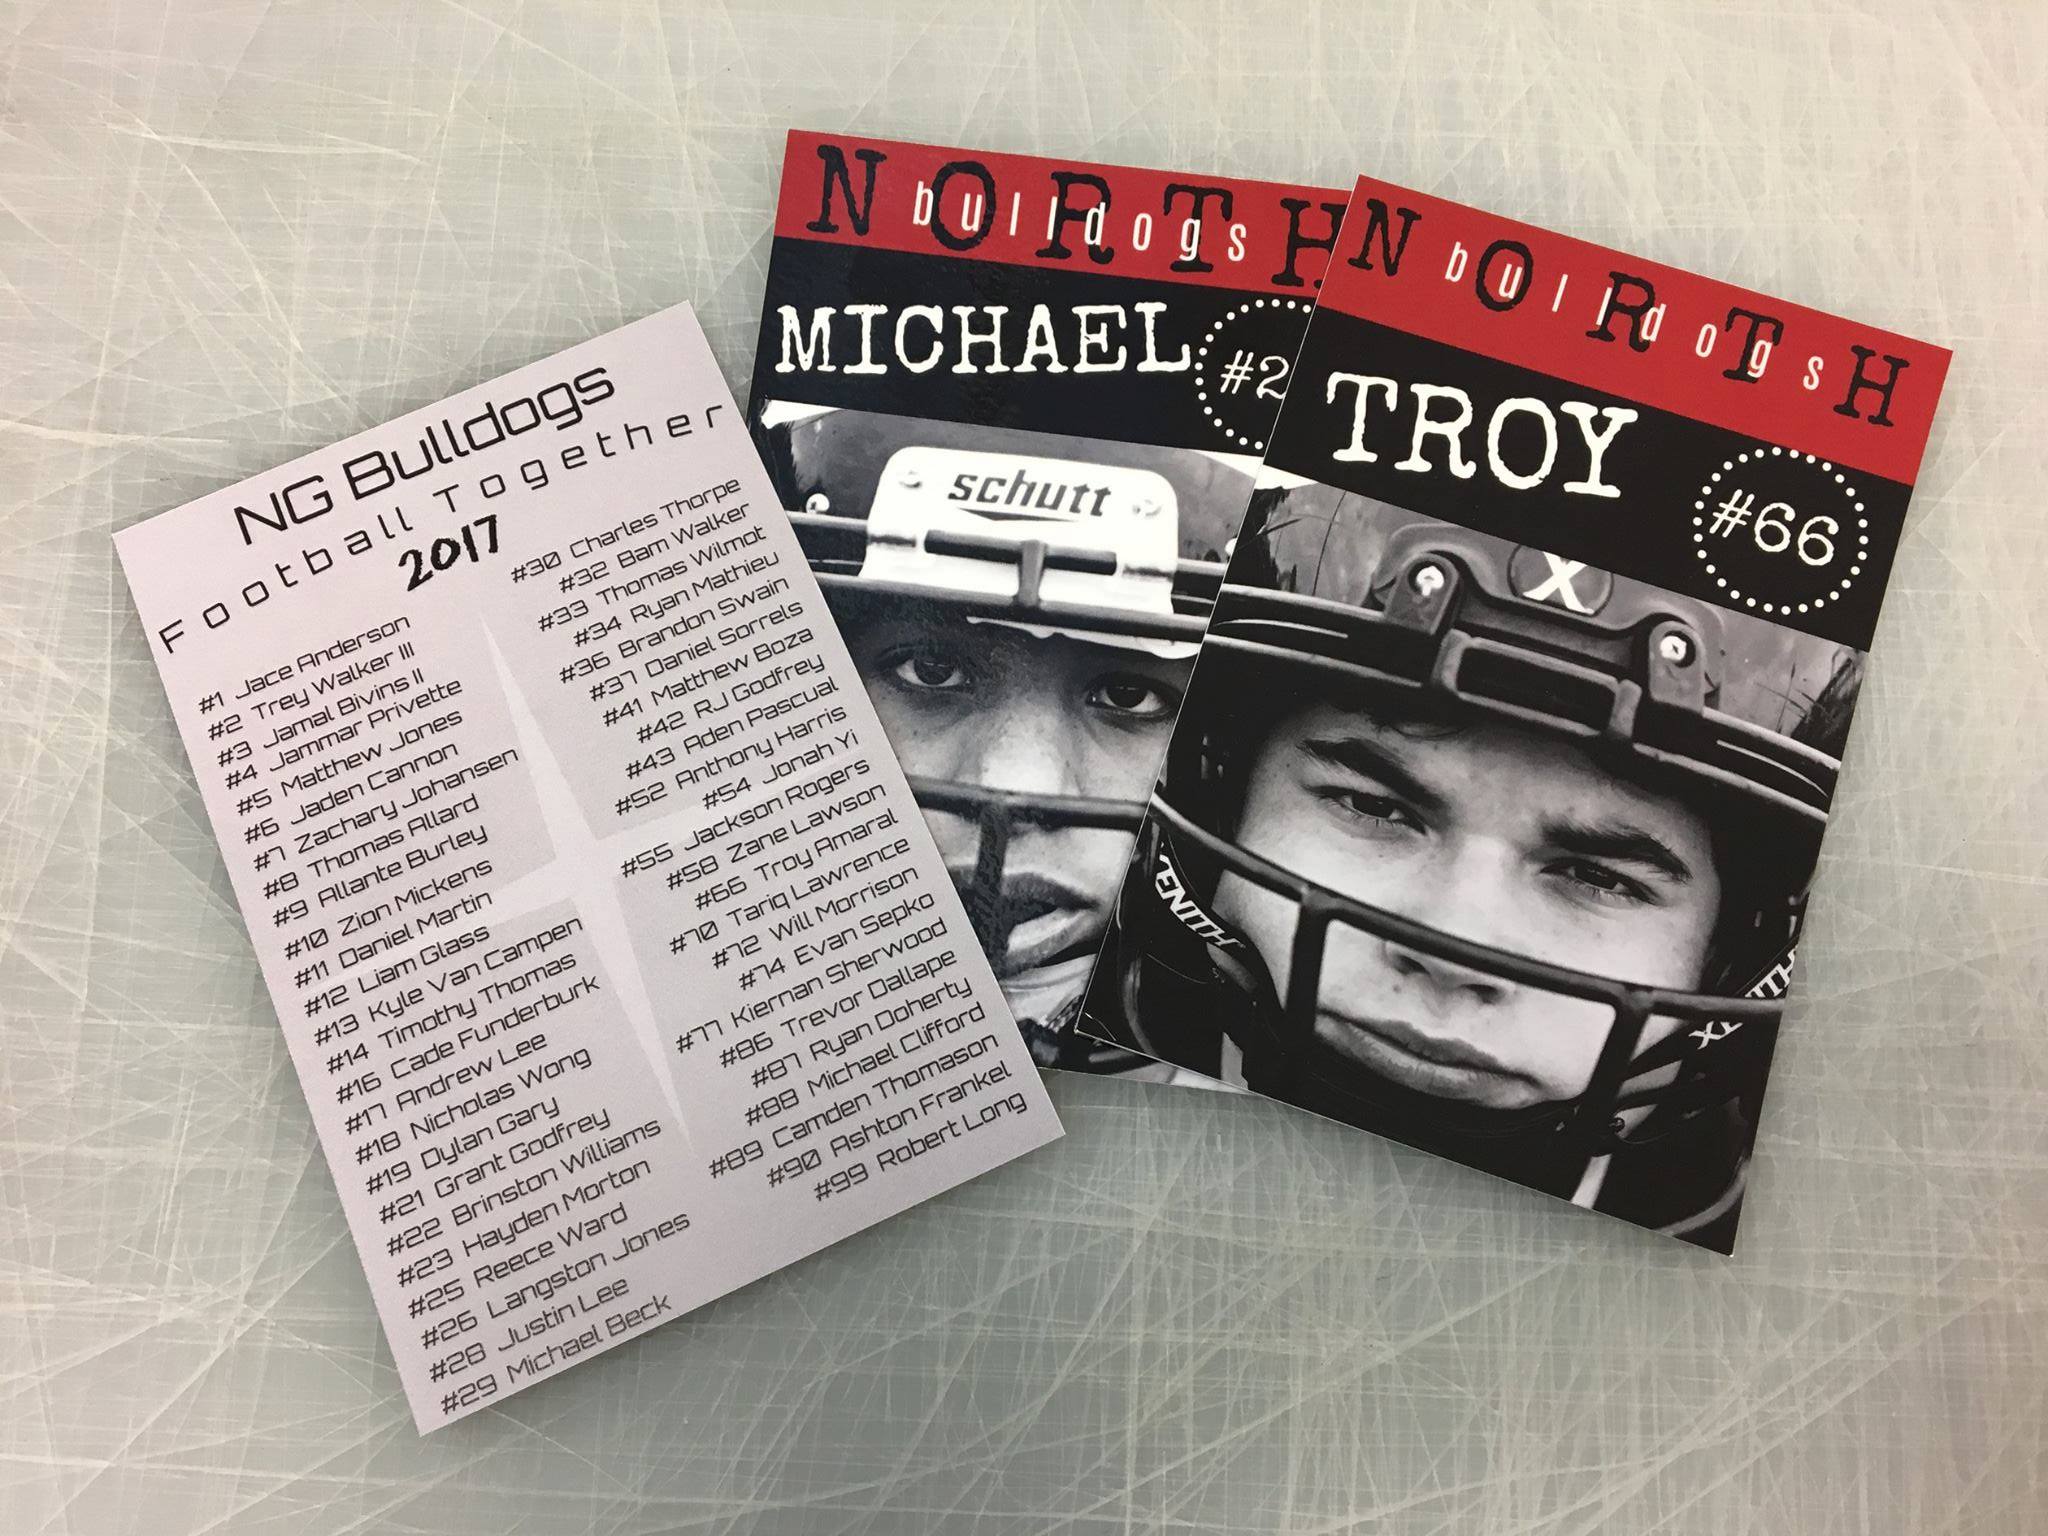 NG Bulldogs
Football Together
2017
#1 Jace Anderson
#2 Trey Walker III
#3 Jamal Bivins II
#4 Jammar Privette
#5 Matthew Jones
#6 Jaden Cannon
#7 Zachary Johansen
#8 Thomas Allard
#9 Allante Burley
#10 Zion Mickens
#11 Daniel Martin
#12 Liam Glass
#13 Kyle Van Campen
#14 Timothy Thomas
#16 Cade Funderburk
#17 Andrew Lee
#18 Nicholas Wong
#19 Dylan Gary
#21 Grant Godfrey
#22 Brinston Williams
#23 Hayden Morton
#25 Reece Ward
#26 Langston Jones
#28 Justin Lee
#29 Michael Beck
#30 Charles Thorpe
#32 Bam Walker
#33 Thomas Wilmot
#34 Ryan Mathieu
#36 Brandon Swain
#37 Daniel Sorrels
#41 Matthew Boza
#42 RJ Godfrey
#43 Aden Pascual
#52 Anthony Harris
#54 Jonah Yi
#55 Jackson Rogers
#58 Zane Lawson
#66 Troy Amaral
#70 Tariq Lawrence
#72 Will Morrison
#74 Evan Sepko
#77 Kiernan Sherwood
#86 Trevor Dallape
#87 Ryan Doherty
#88 Michael Clifford
#89 Camden Thomason
#90 Ashton Frankel
#99 Robert Long
NORTH
bulldogs
MICHAEL
#2
schutt
NORTH
bulldogs
TROY
#66
X
ENITH